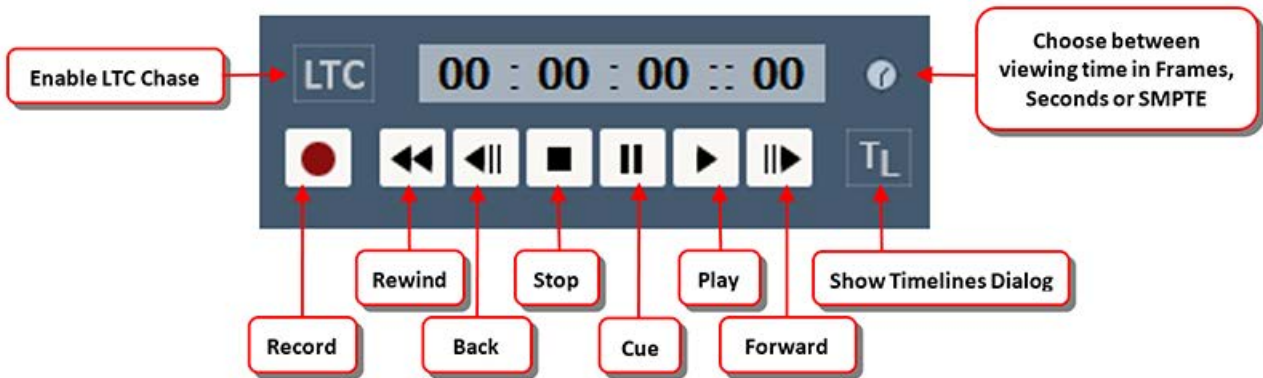 Enable LTC Chase
LTC
00 : 00 : 00 :: 00
Choose between
viewing time in Frames,
Seconds or SMPTE
TL
Rewind
Stop
Play
Show Timelines Dialog
Record
Back
Cue
Forward